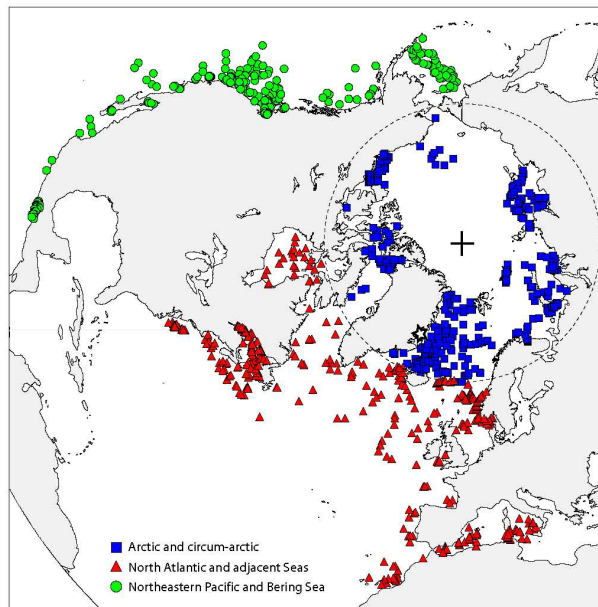 Arctic and circum-arctic
North Atlantic and adjacent Seas
Northeastern Pacific and Bering Sea